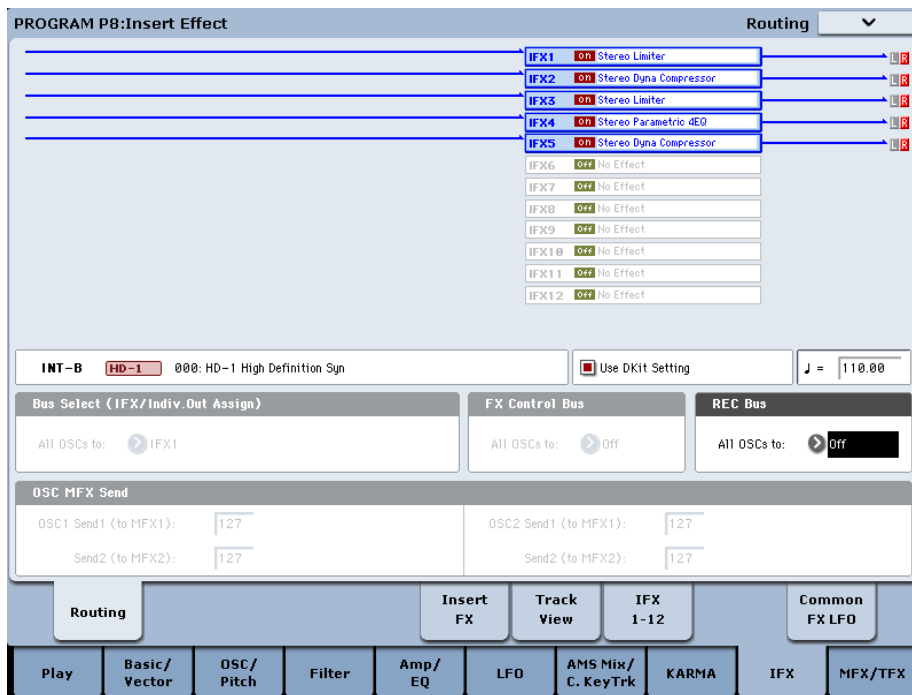 PROGRAM P8:Insert Effect Routing
IFX1 On Stereo Limiter L R
IFX2 On Stereo Dyna Compressor L R
IFX3 On Stereo Limiter L R
IFX4 On Stereo Parametric 4EQ L R
IFX5 On Stereo Dyna Compressor L R
IFX6 Off No Effect
IFX7 Off No Effect
IFX8 Off No Effect
IFX9 Off No Effect
IFX10 Off No Effect
IFX11 Off No Effect
IFX12 Off No Effect
INT-B HD-1 000: HD-1 High Definition Syn Use DKit Setting ♩ = 110.00
Bus Select (IFX/Indiv.Out Assign) FX Control Bus REC Bus
All OSCs to: IFX1 All OSCs to: Off All OSCs to: Off
OSC MFX Send
OSC1 Send1 (to MFX1): 127 OSC2 Send1 (to MFX1): 127
Send2 (to MFX2): 127 Send2 (to MFX2): 127
Routing Insert FX Track View IFX 1-12 Common FX LFO
Play Basic/Vector OSC/Pitch Filter Amp/EQ LFO AMS Mix/C. KeyTrk KARMA IFX MFX/TFX